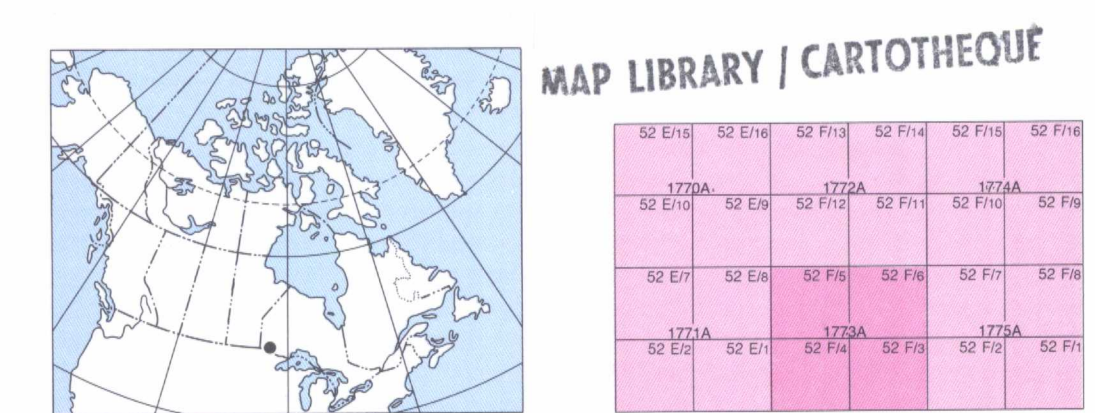 MAP LIBRARY / CARTOTHEQUE
52 E/15 52 E/16 52 F/13 52 F/14 52 F/15 52 F/16
1770A 1772A 1774A
52 E/10 52 E/9 52 F/12 52 F/11 52 F/10 52 F/9
52 E/7 52 E/8 52 F/5 52 F/6 52 F/7 52 F/8
1771A 1773A 1775A
52 E/2 52 E/1 52 F/4 52 F/3 52 F/2 52 F/1